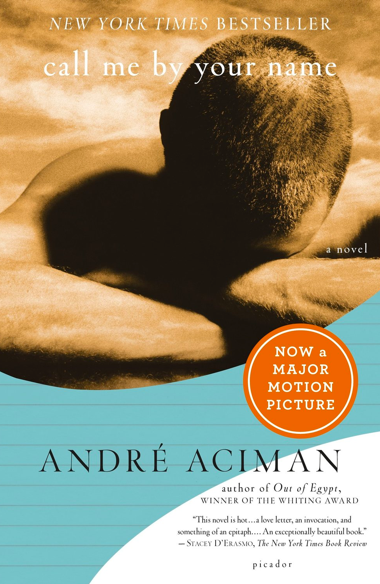 NEW YORK TIMES BESTSELLER
call me by your name
a novel
NOW a
MAJOR
MOTION
PICTURE
ANDRÉ ACIMAN
author of Out of Egypt,
WINNER OF THE WHITING AWARD
“This novel is hot...a love letter, an invocation, and
something of an epitaph.... An exceptionally beautiful book.”
— STACEY D'ERASMO, The New York Times Book Review
picador